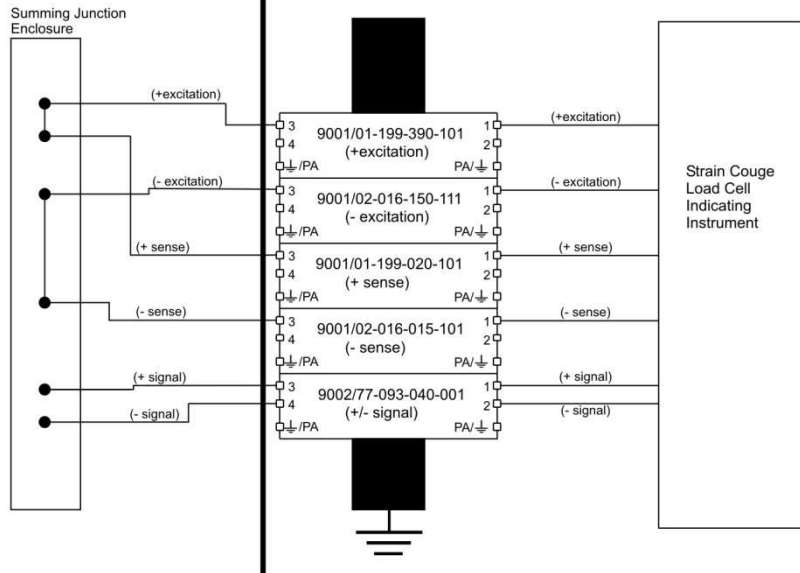 Summing Junction
Enclosure
(+excitation)
(- excitation)
(+ sense)
(- sense)
(+ signal)
(- signal)
3 9001/01-199-390-101 1
4 (+excitation) 2
/PA PA/
3 9001/02-016-150-111 1
4 (- excitation) 2
/PA PA/
3 9001/01-199-020-101 1
4 (+ sense) 2
/PA PA/
3 9001/02-016-015-101 1
4 (- sense) 2
/PA PA/
3 9002/77-093-040-001 1
4 (+/- signal) 2
/PA PA/
(+excitation)
(- excitation)
(+ sense)
(- sense)
(+ signal)
(- signal)
Strain Couge
Load Cell
Indicating
Instrument